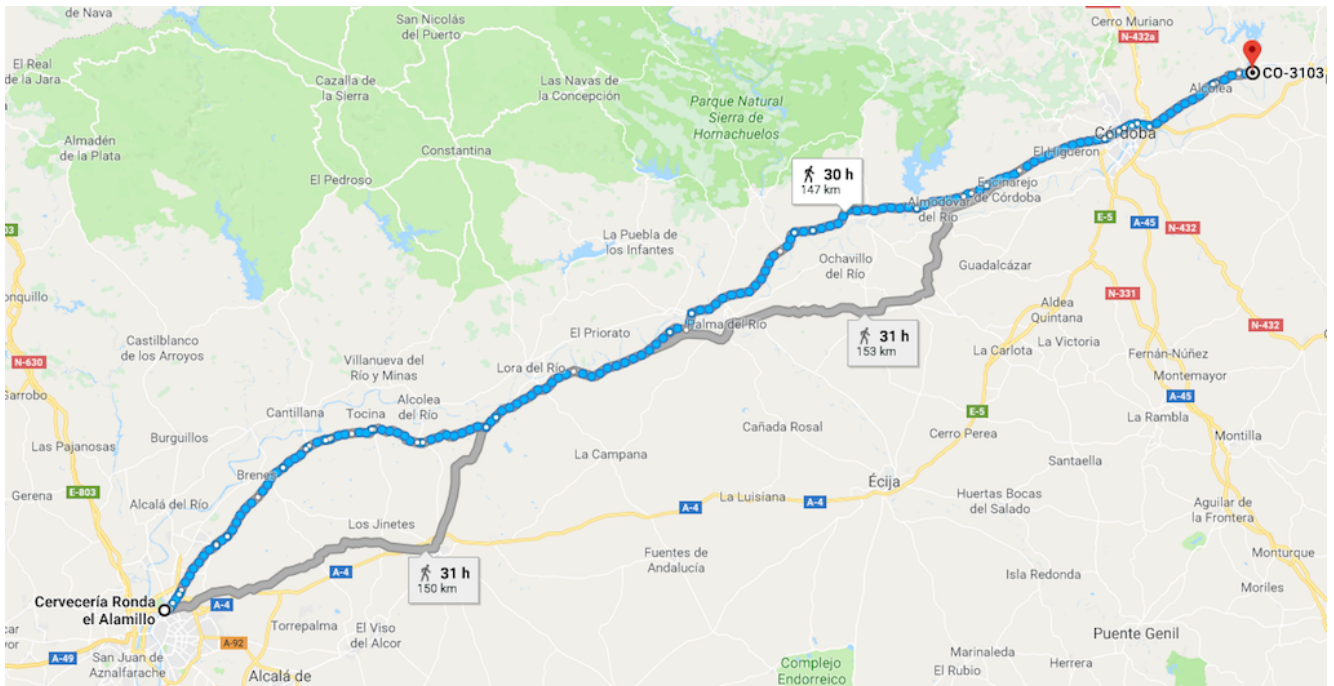 de Nava
San Nicolás
del Puerto
Cerro Muriano
N-432a
El Real
de la Jara
Cazalla de
la Sierra
Las Navas de
la Concepción
CO-3103
Alcolea
Parque Natural
Sierra de
Hornachuelos
Almadén
de la Plata
Constantina
Córdoba
El Higueron
El Pedroso
30 h
147 km
Encinarejo
de Córdoba
Almodóvar
del Río
E-5
A-45
N-432
03
La Puebla de
los Infantes
Ochavillo
del Río
Guadalcázar
onquillo
Aldea
Quintana
N-331
El Priorato
Palma del Río
31 h
153 km
N-432
Castilblanco
de los Arroyos
La Victoria
La Carlota
Fernán-Núñez
N-630
Villanueva del
Río y Minas
Lora del Río
Montemayor
Garrobo
A-45
Cantillana
Tocina
Alcolea
del Río
E-5
La Rambla
Las Pajanosas
Burguillos
Cañada Rosal
Cerro Perea
Montilla
La Campana
Santaella
Brenes
E-803
Gerena
Écija
Alcalá del Río
La Luisiana
A-4
A-4
Huertas Bocas
del Salado
Aguilar de
la Frontera
Los Jinetes
Fuentes de
Andalucía
Monturque
31 h
150 km
A-4
Isla Redonda
Moriles
Cervecería Ronda
el Alamillo
A-4
Torrepalma
El Viso
del Alcor
A-92
Puente Genil
A-49
San Juan de
Aznalfarache
Marinaleda
Herrera
El Rubio
Complejo
Endorreico
Alcalá de